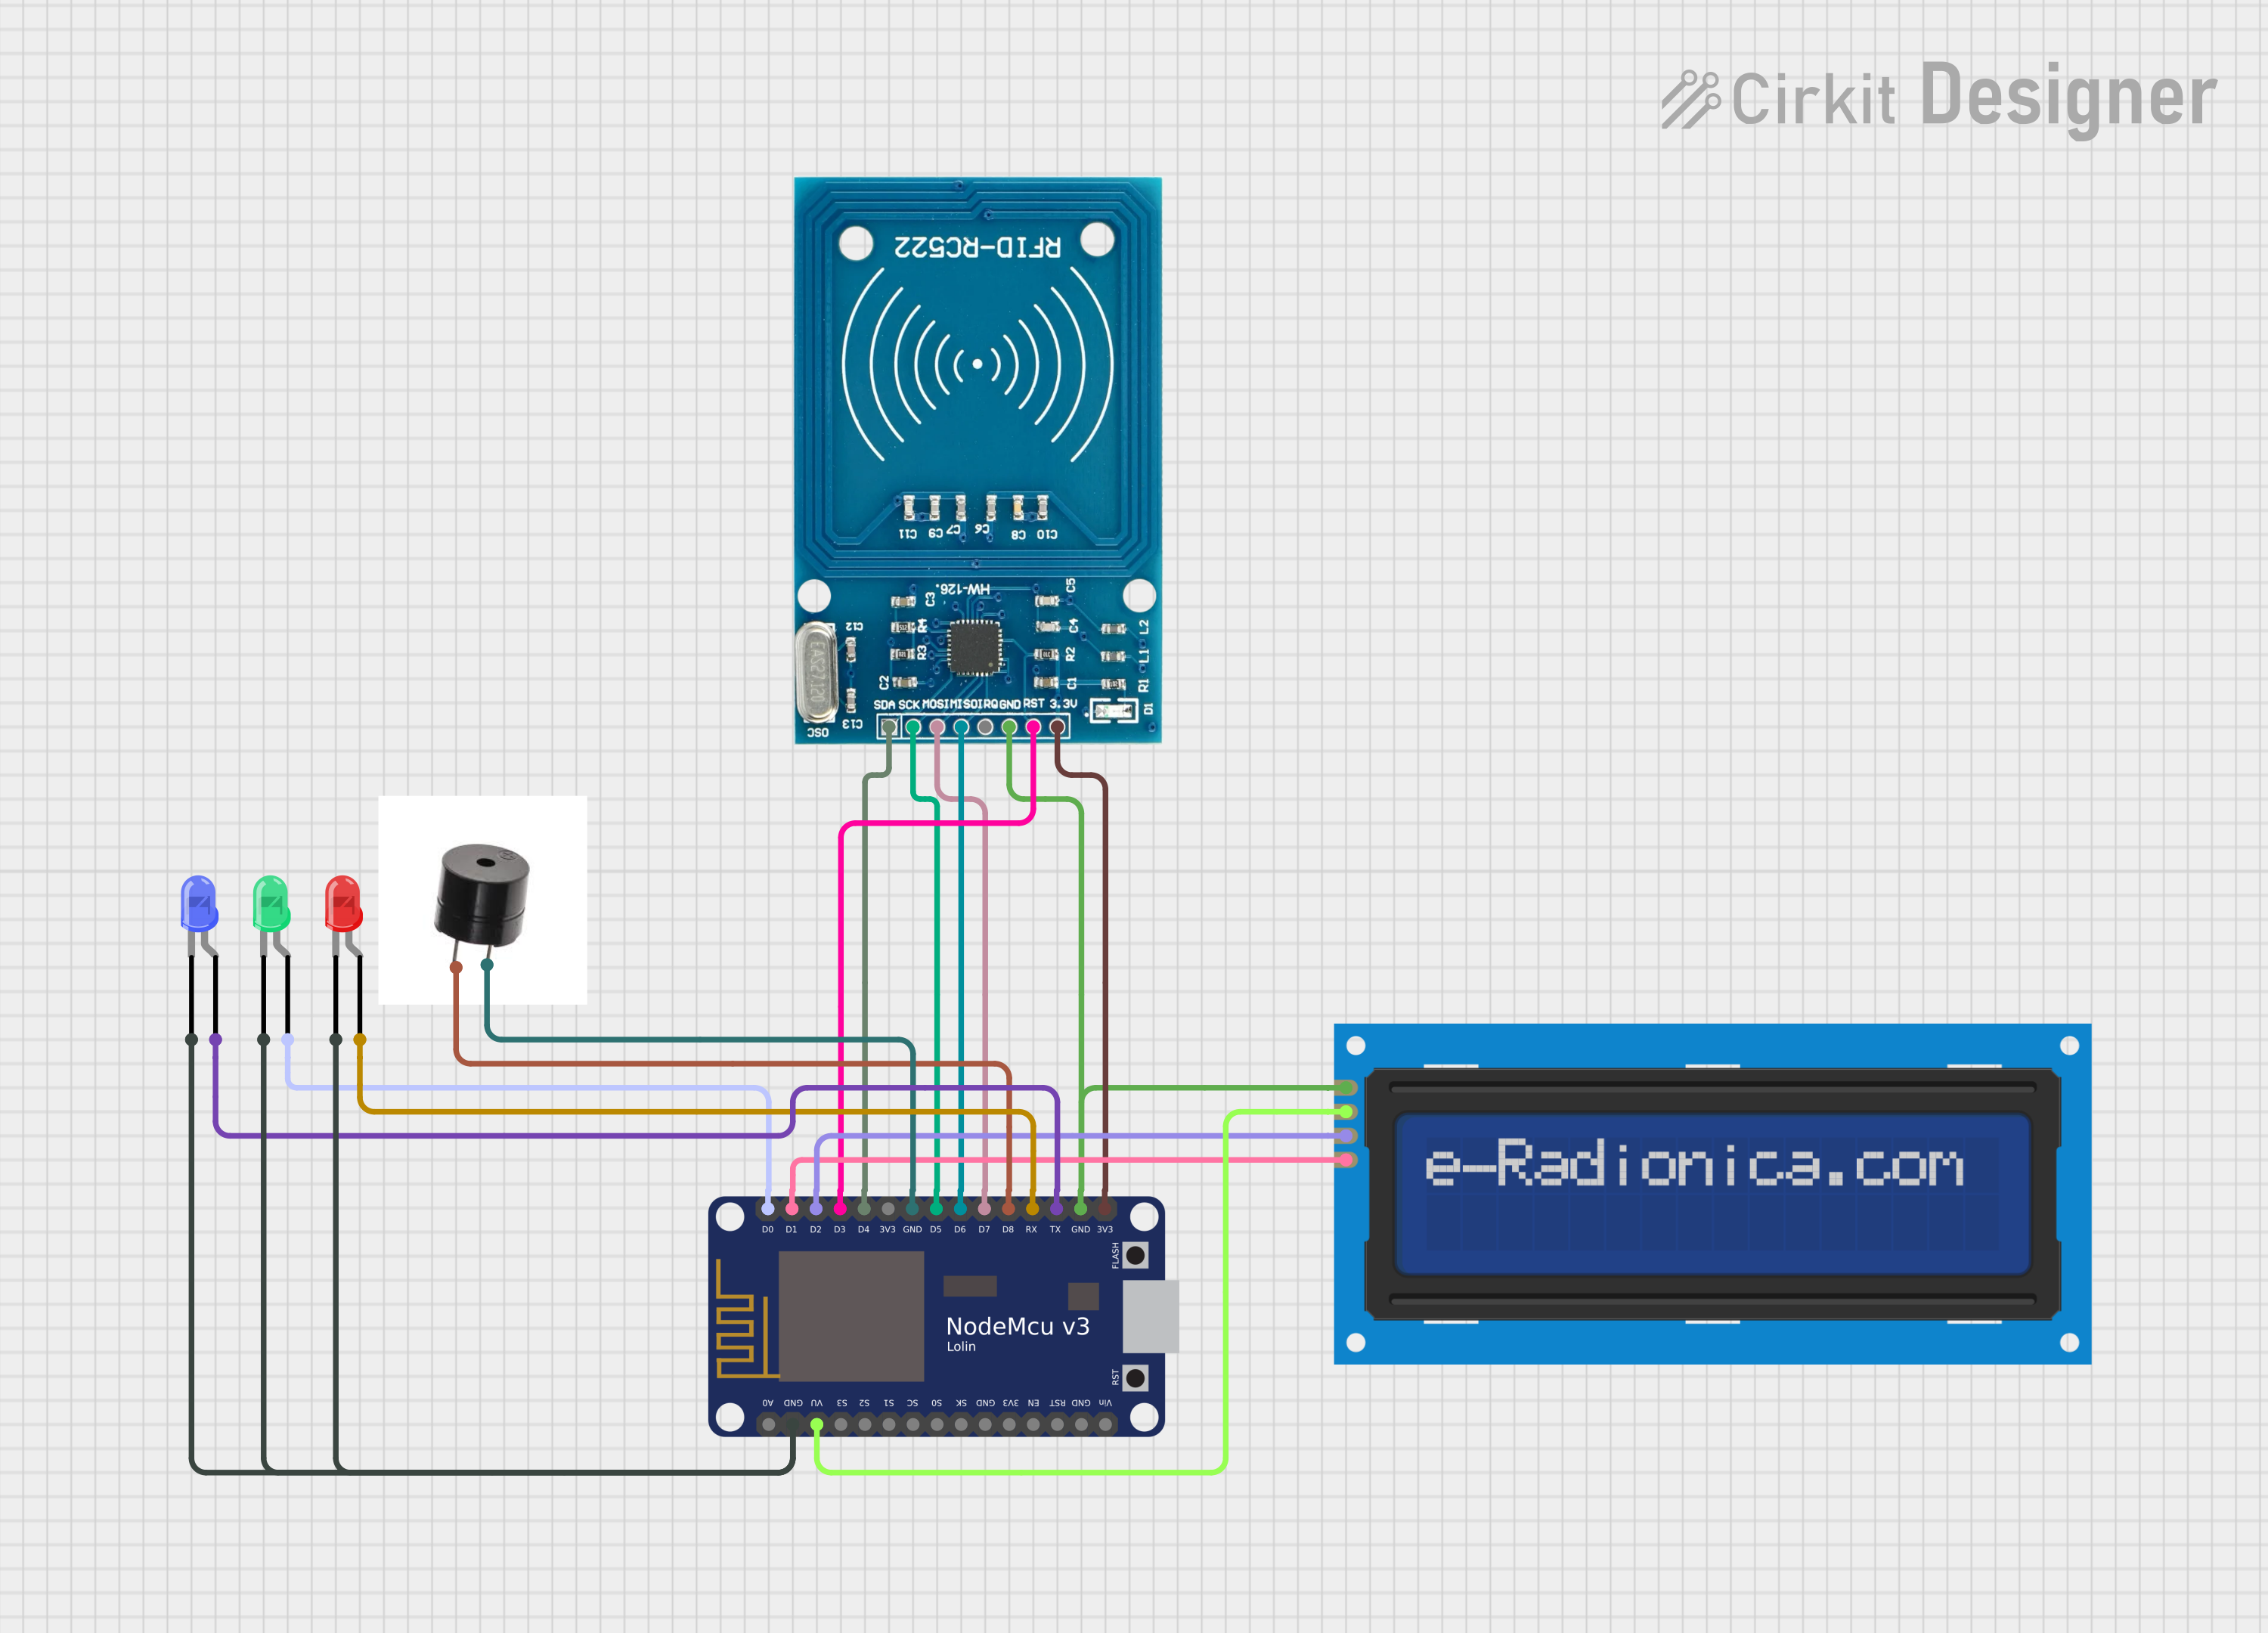 Cirkit Designer
RFID-RC522
C11 C9 C7 C6 C8 C10
HW-126.
C3
C5
C12
R4
C4
L2
R3
R2
L1
C2
C1
R1
EAS27.120
SDA SCK MOSI MISO IRQ GND RST 3.3V
D1
C13
OSC
e-Radionica.com
D0 D1 D2 D3 D4 3V3 GND D5 D6 D7 D8 RX TX GND 3V3
FLASH
NodeMcu v3
Lolin
RST
A0 GND VU S3 S2 S1 SC S0 SK GND 3V3 EN RST GND Vin